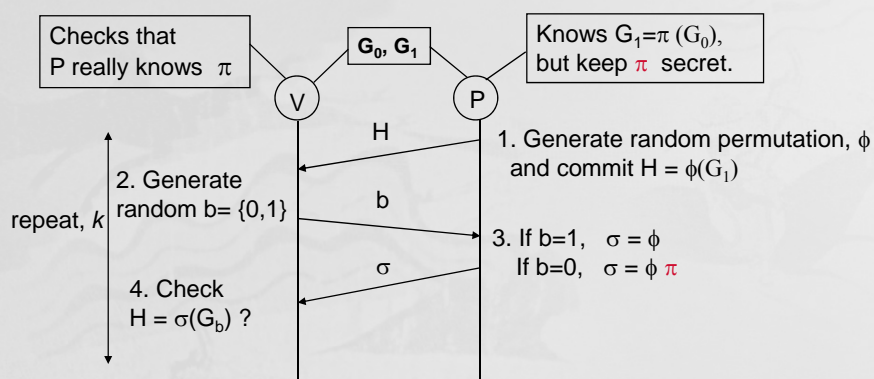 Checks that
P really knows π
G₀, G₁
Knows G₁=π (G₀),
but keep π secret.
V
P
H
1. Generate random permutation, ϕ
and commit H = ϕ(G₁)
2. Generate
random b= {0,1}
b
repeat, k
3. If b=1, σ = ϕ
If b=0, σ = ϕ π
σ
4. Check
H = σ(G_b) ?